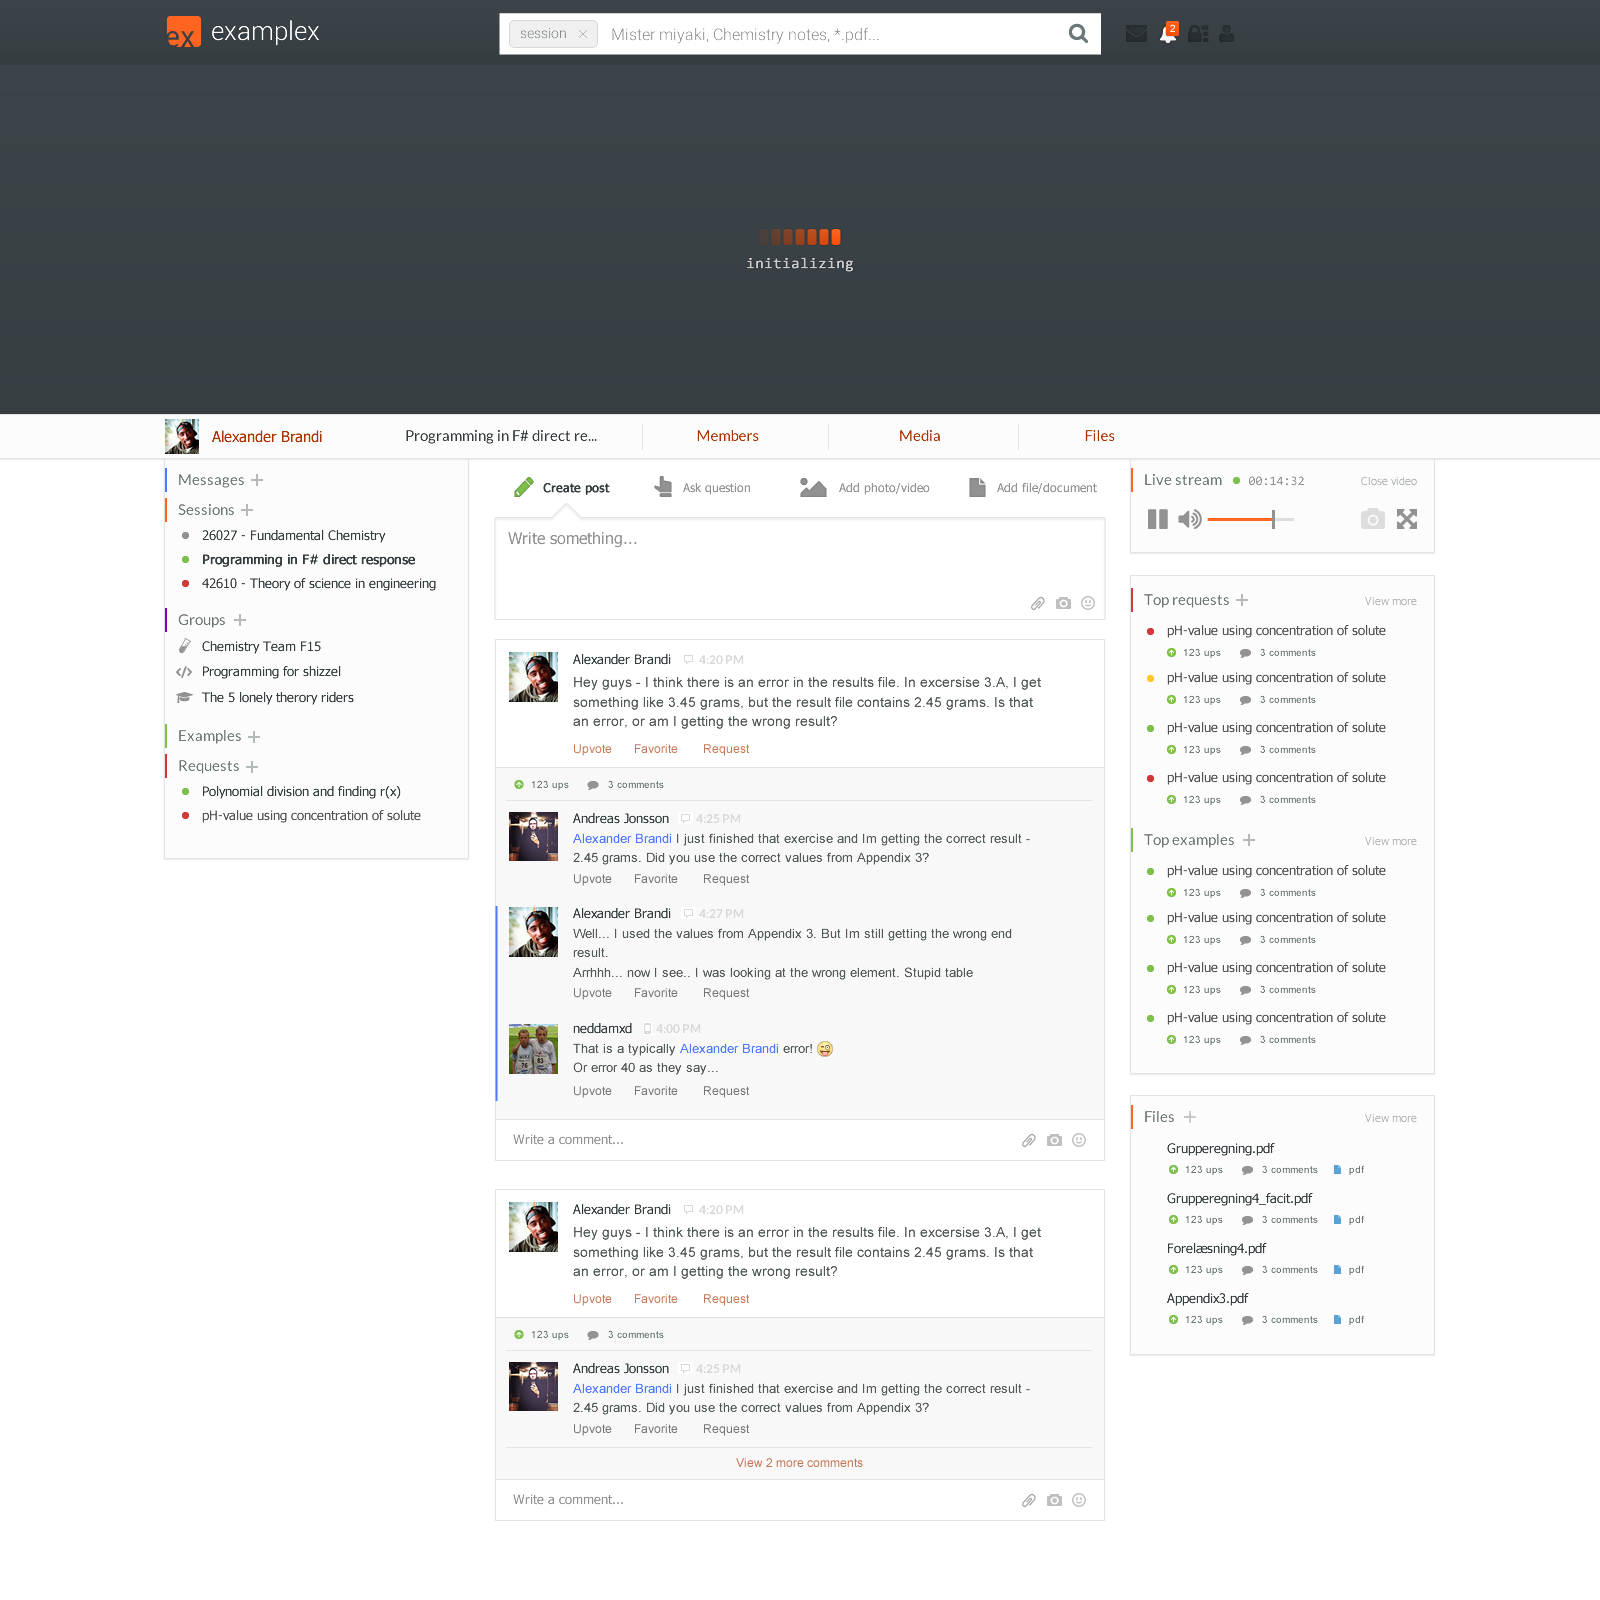 ex examplex
session × Mister miyaki, Chemistry notes, *.pdf...
2
initializing
Alexander Brandi
Programming in F# direct re...
Members
Media
Files
Messages
Sessions
26027 - Fundamental Chemistry
Programming in F# direct response
42610 - Theory of science in engineering
Groups
Chemistry Team F15
Programming for shizzel
The 5 lonely therory riders
Examples
Requests
Polynomial division and finding r(x)
pH-value using concentration of solute
Create post
Ask question
Add photo/video
Add file/document
Write something...
Alexander Brandi 4:20 PM
Hey guys - I think there is an error in the results file. In excersise 3.A, I get
something like 3.45 grams, but the result file contains 2.45 grams. Is that
an error, or am I getting the wrong result?
Upvote Favorite Request
123 ups 3 comments
Andreas Jonsson 4:25 PM
Alexander Brandi I just finished that exercise and Im getting the correct result -
2.45 grams. Did you use the correct values from Appendix 3?
Upvote Favorite Request
Alexander Brandi 4:27 PM
Well... I used the values from Appendix 3. But Im still getting the wrong end
result.
Arrhhh... now I see.. I was looking at the wrong element. Stupid table
Upvote Favorite Request
neddamxd 4:00 PM
That is a typically Alexander Brandi error!
Or error 40 as they say...
Upvote Favorite Request
Write a comment...
Alexander Brandi 4:20 PM
Hey guys - I think there is an error in the results file. In excersise 3.A, I get
something like 3.45 grams, but the result file contains 2.45 grams. Is that
an error, or am I getting the wrong result?
Upvote Favorite Request
123 ups 3 comments
Andreas Jonsson 4:25 PM
Alexander Brandi I just finished that exercise and Im getting the correct result -
2.45 grams. Did you use the correct values from Appendix 3?
Upvote Favorite Request
View 2 more comments
Write a comment...
Live stream 00:14:32 Close video
Top requests View more
pH-value using concentration of solute
123 ups 3 comments
pH-value using concentration of solute
123 ups 3 comments
pH-value using concentration of solute
123 ups 3 comments
pH-value using concentration of solute
123 ups 3 comments
Top examples View more
pH-value using concentration of solute
123 ups 3 comments
pH-value using concentration of solute
123 ups 3 comments
pH-value using concentration of solute
123 ups 3 comments
pH-value using concentration of solute
123 ups 3 comments
Files View more
Grupperegning.pdf
123 ups 3 comments pdf
Grupperegning4_facit.pdf
123 ups 3 comments pdf
Forelæsning4.pdf
123 ups 3 comments pdf
Appendix3.pdf
123 ups 3 comments pdf